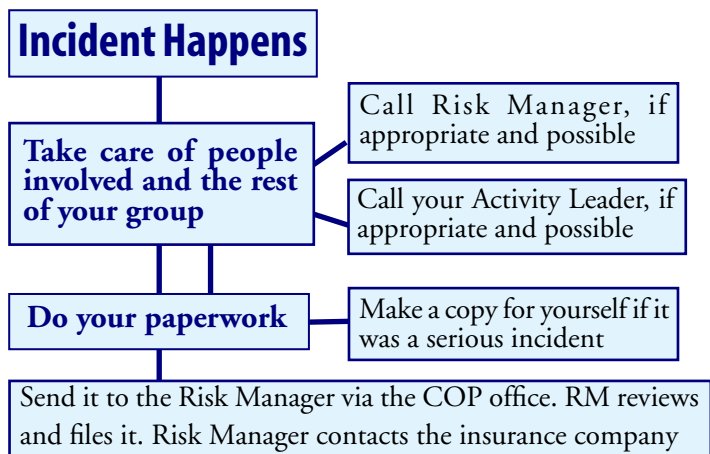 Incident Happens
Call Risk Manager, if
appropriate and possible
Take care of people
involved and the rest
of your group
Call your Activity Leader, if
appropriate and possible
Do your paperwork
Make a copy for yourself if it
was a serious incident
Send it to the Risk Manager via the COP office. RM reviews
and files it. Risk Manager contacts the insurance company